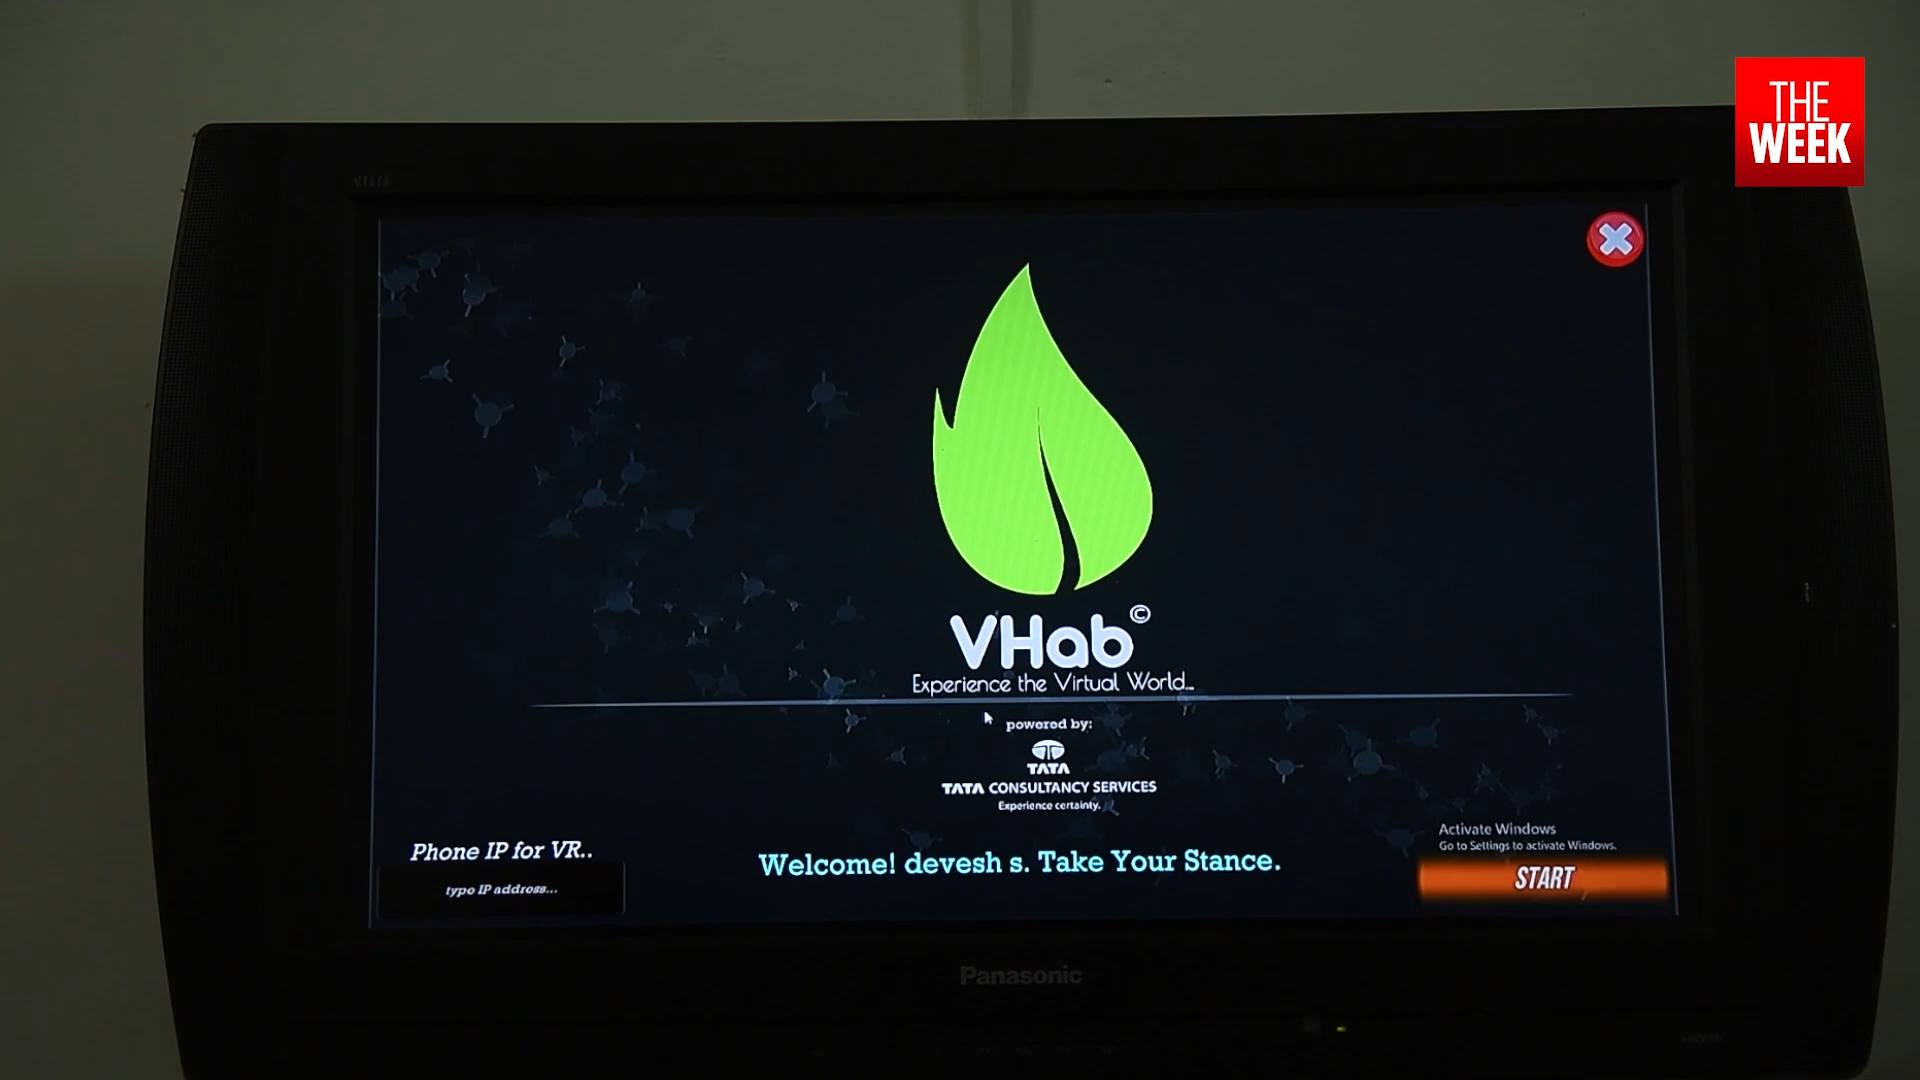 THE
WEEK
VHab©
Experience the Virtual World...
powered by:
TATA
TATA CONSULTANCY SERVICES
Experience certainty.
Phone IP for VR..
type IP address...
Welcome! devesh s. Take Your Stance.
Activate Windows
Go to Settings to activate Windows.
START
Panasonic